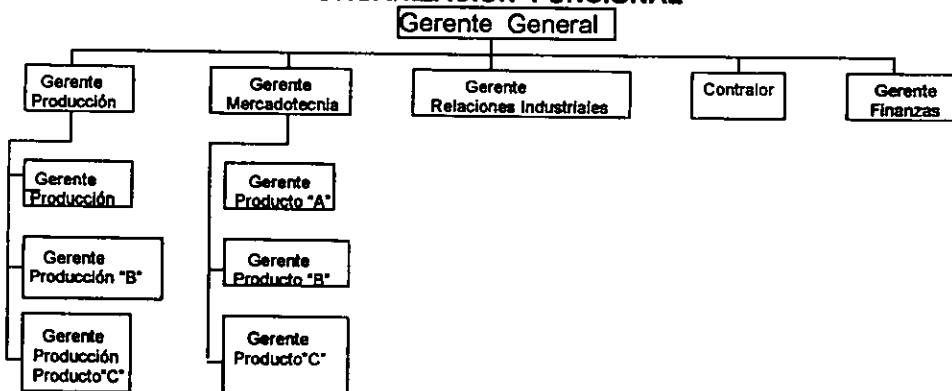 Gerente General
Gerente
Producción
Gerente
Mercadotecnia
Gerente
Relaciones Industriales
Contralor
Gerente
Finanzas
Gerente
Producción
Gerente
Producto "A"
Gerente
Producción "B"
Gerente
Producto "B"
Gerente
Producción
Producto"C"
Gerente
Producto"C"